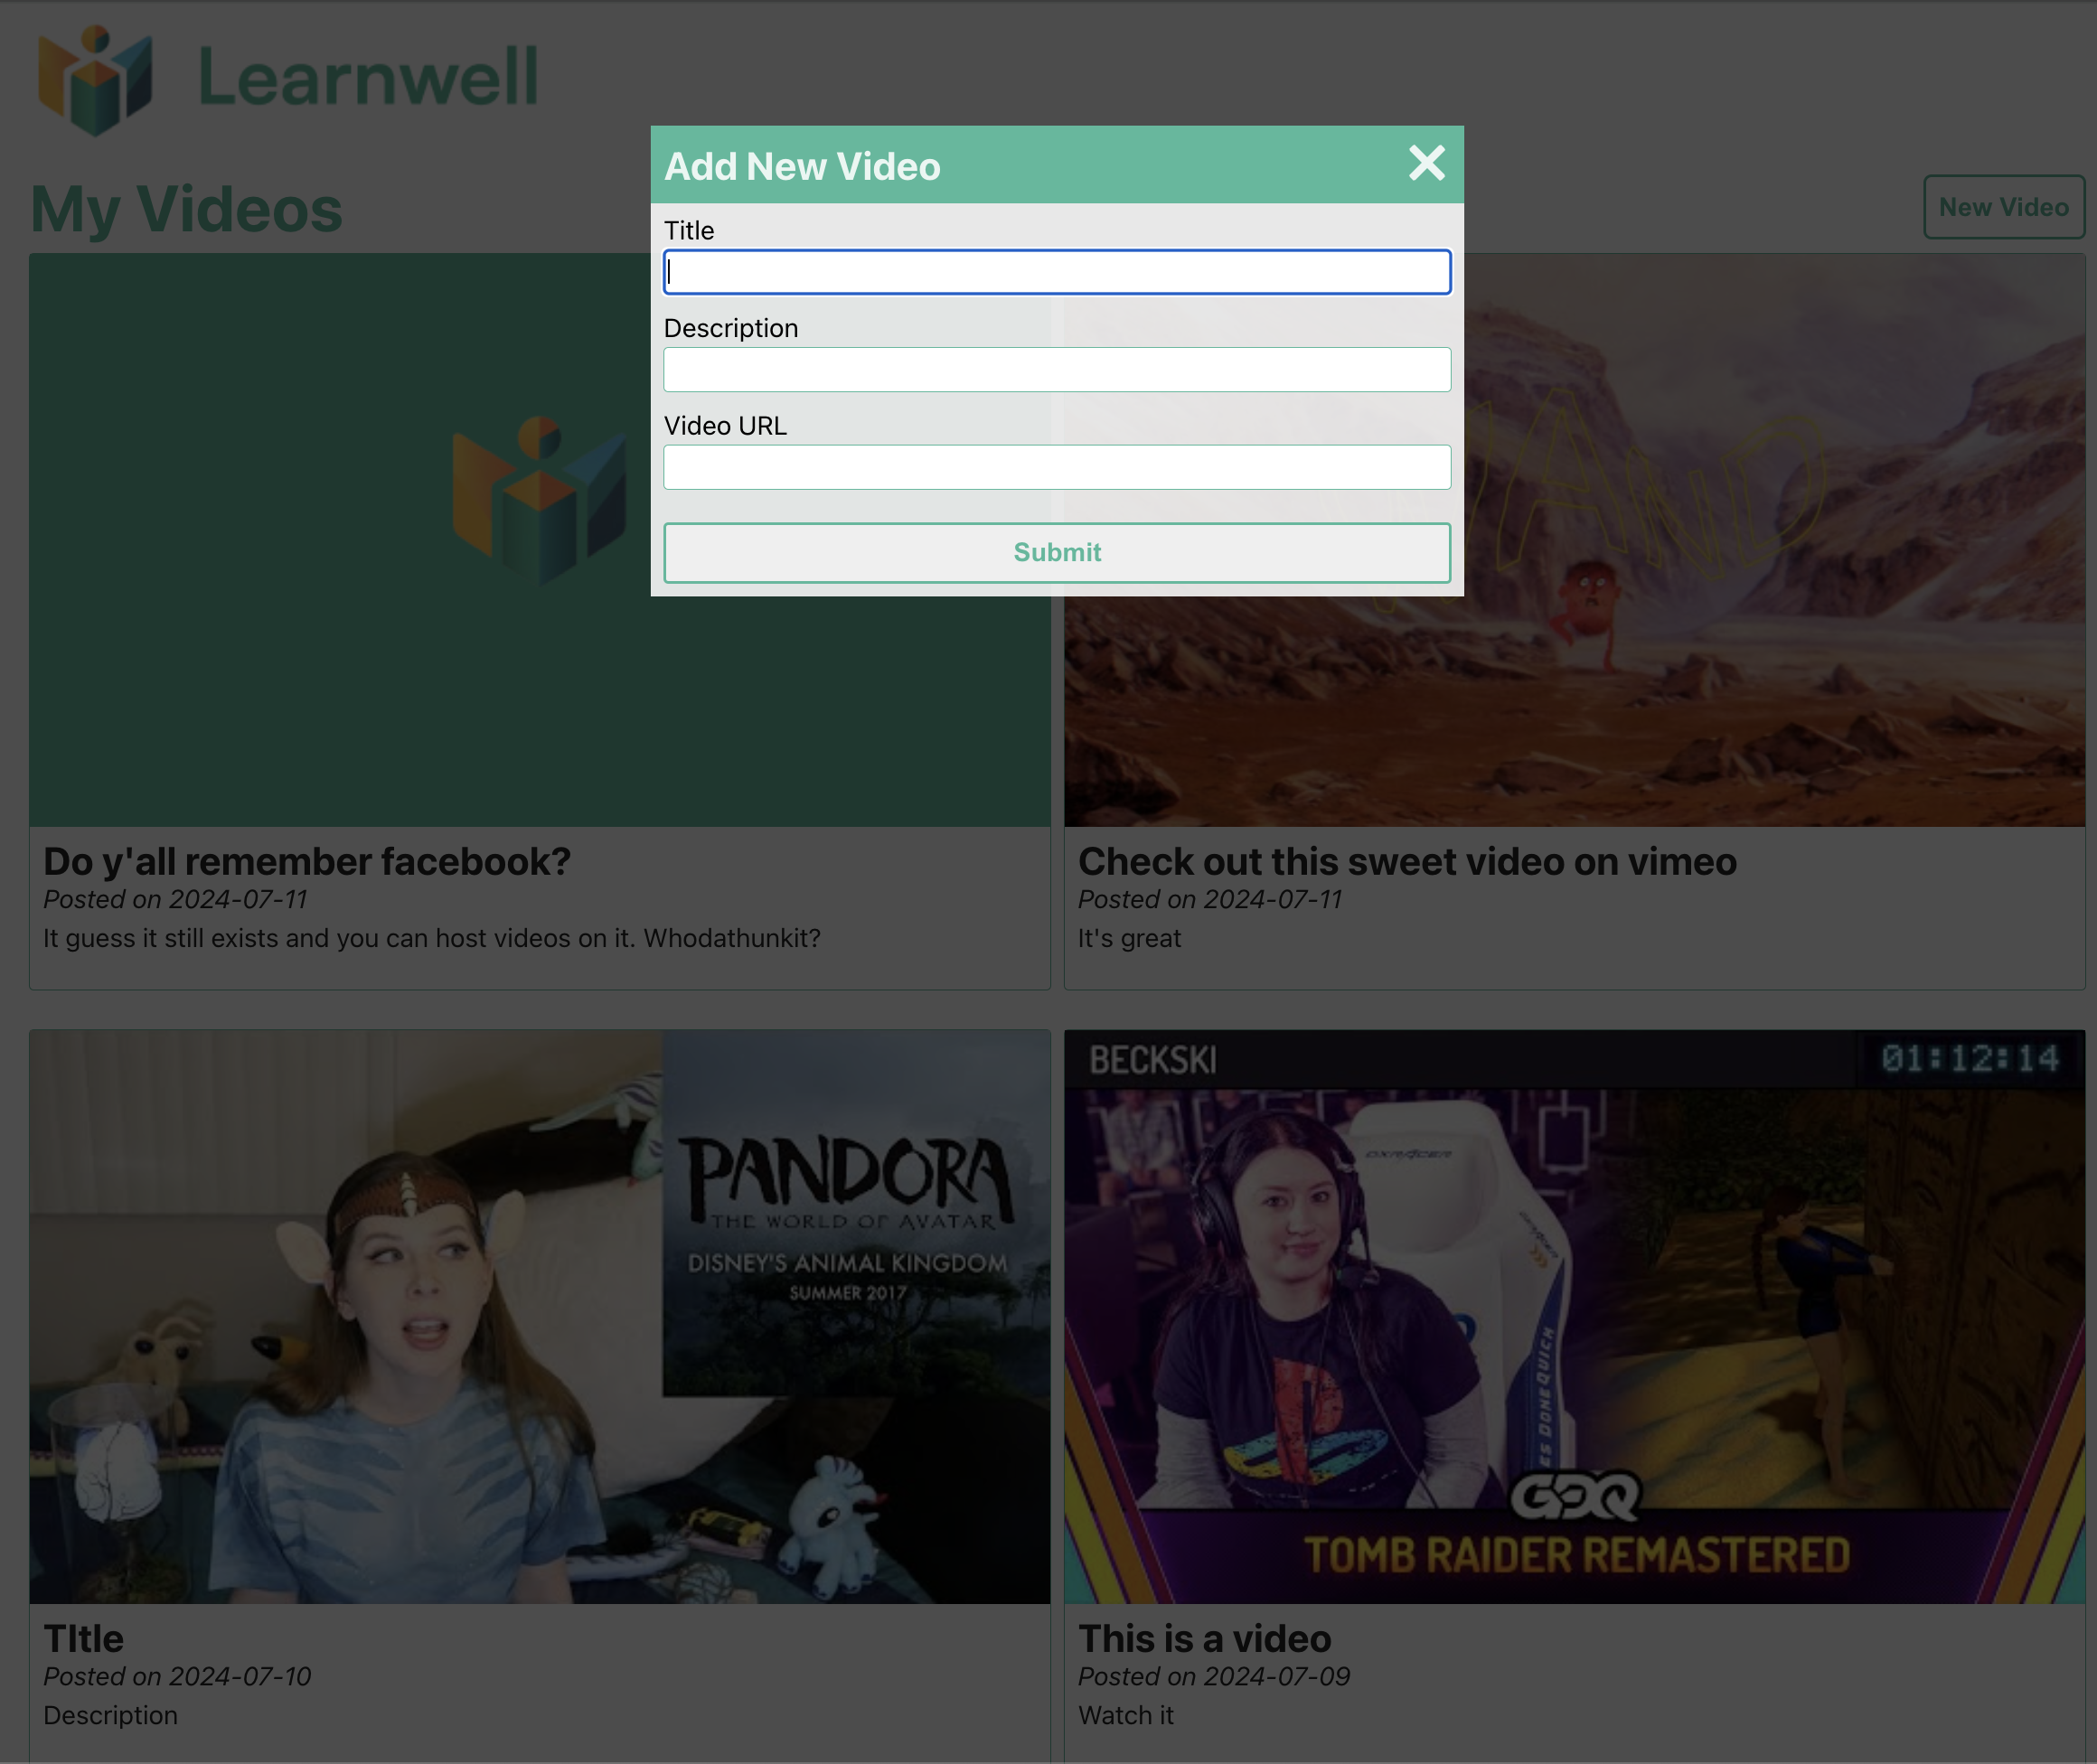 Learnwell
Add New Video
My Videos
New Video
Title
Description
Video URL
Submit
Do y'all remember facebook?
Posted on 2024-07-11
It guess it still exists and you can host videos on it. Whodathunkit?
Check out this sweet video on vimeo
Posted on 2024-07-11
It's great
PANDORA
THE WORLD OF AVATAR
DISNEY'S ANIMAL KINGDOM
SUMMER 2017
BECKSKI
01:12:14
DXRACER
ES DONE QUICK
GDQ
TOMB RAIDER REMASTERED
TItle
Posted on 2024-07-10
Description
This is a video
Posted on 2024-07-09
Watch it